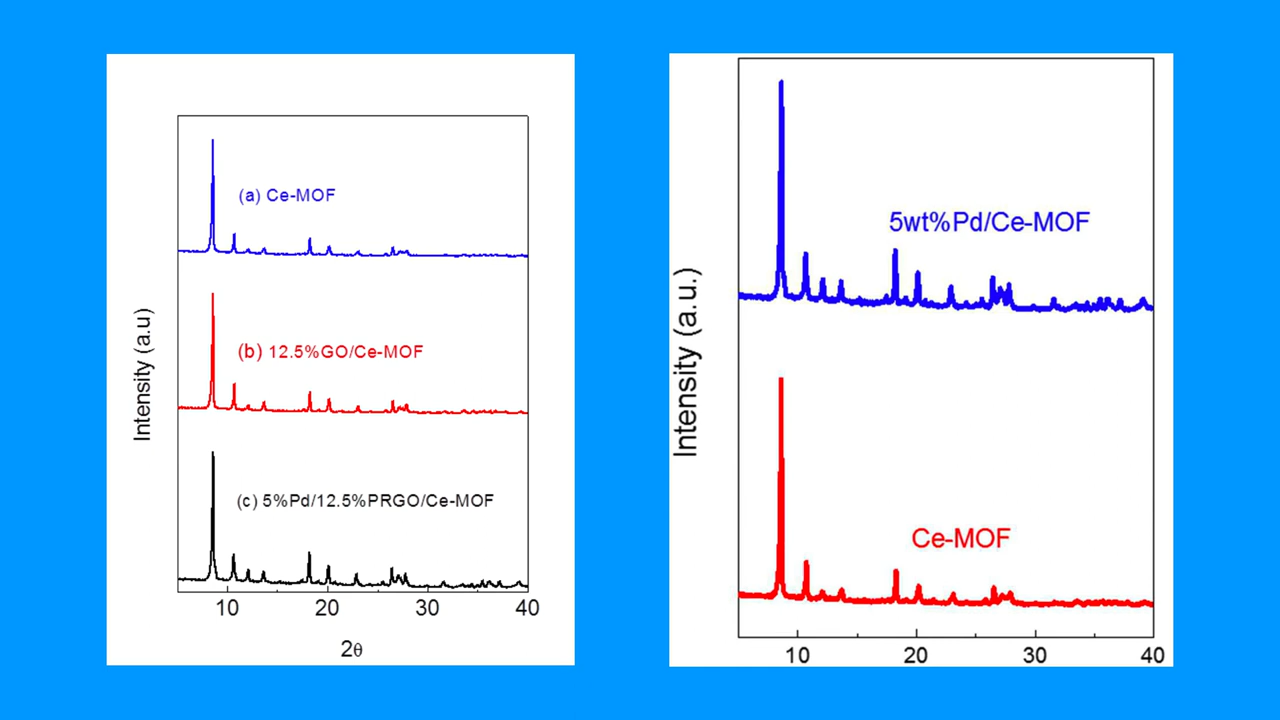 (a) Ce-MOF
(b) 12.5%GO/Ce-MOF
(c) 5%Pd/12.5%PRGO/Ce-MOF
Intensity (a.u)
10 20 30 40
2θ
5wt%Pd/Ce-MOF
Ce-MOF
Intensity (a.u.)
10 20 30 40